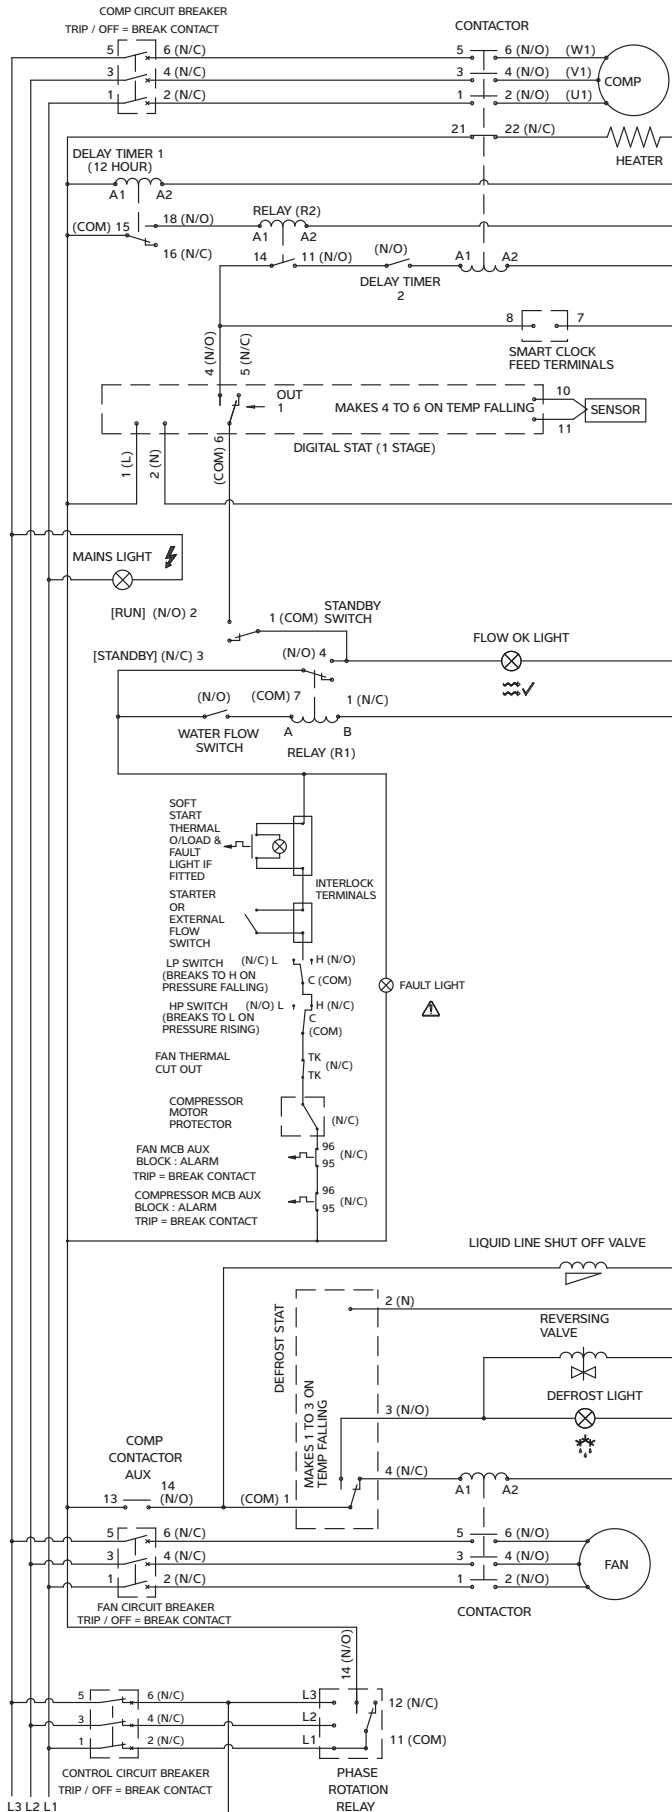 COMP CIRCUIT BREAKER
TRIP / OFF = BREAK CONTACT
CONTACTOR
5 6 (N/C) 5 6 (N/O) (W1)
3 4 (N/C) 3 4 (N/O) (V1) COMP
1 2 (N/C) 1 2 (N/O) (U1)
21 22 (N/C)
HEATER
DELAY TIMER 1
(12 HOUR)
A1 A2
18 (N/O) RELAY (R2)
(COM) 15 A1 A2
16 (N/C)
14 11 (N/O) (N/O) A1 A2
DELAY TIMER
2
8 7
SMART CLOCK
FEED TERMINALS
4 (N/O)
5 (N/C)
OUT
1
MAKES 4 TO 6 ON TEMP FALLING
10
SENSOR
11
DIGITAL STAT (1 STAGE)
1 (L)
2 (N)
(COM) 6
MAINS LIGHT
[RUN] (N/O) 2
1 (COM) STANDBY
SWITCH
[STANDBY] (N/C) 3
(N/O) 4
FLOW OK LIGHT
(N/O) (COM) 7 1 (N/C)
WATER FLOW
SWITCH
A B
RELAY (R1)
SOFT
START
THERMAL
O/LOAD &
FAULT
LIGHT IF
FITTED
INTERLOCK
TERMINALS
STARTER
OR
EXTERNAL
FLOW
SWITCH
LP SWITCH (N/C) L H (N/O)
(BREAKS TO H ON
PRESSURE FALLING)
C (COM)
FAULT LIGHT
HP SWITCH (N/O) L H (N/C)
(BREAKS TO L ON
PRESSURE RISING)
C
(COM)
FAN THERMAL
CUT OUT
TK
(N/C)
TK
COMPRESSOR
MOTOR
PROTECTOR
(N/C)
FAN MCB AUX
BLOCK : ALARM
TRIP = BREAK CONTACT
96
95 (N/C)
COMPRESSOR MCB AUX
BLOCK : ALARM
TRIP = BREAK CONTACT
96
95 (N/C)
LIQUID LINE SHUT OFF VALVE
DEFROST STAT
2 (N)
REVERSING
VALVE
DEFROST LIGHT
MAKES 1 TO 3 ON
TEMP FALLING
3 (N/O)
COMP
CONTACTOR
AUX
4 (N/C)
A1 A2
13 14
(N/O)
(COM) 1
5 6 (N/C) 5 6 (N/O)
3 4 (N/C) 3 4 (N/O) FAN
1 2 (N/C) 1 2 (N/O)
FAN CIRCUIT BREAKER
TRIP / OFF = BREAK CONTACT
CONTACTOR
14 (N/O)
5 6 (N/C) L3 12 (N/C)
3 4 (N/C) L2
1 2 (N/C) L1 11 (COM)
CONTROL CIRCUIT BREAKER
TRIP / OFF = BREAK CONTACT
PHASE
ROTATION
RELAY
L3 L2 L1